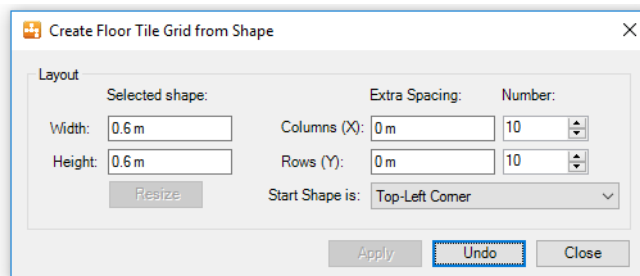 Create Floor Tile Grid from Shape
Layout
Selected shape: Extra Spacing: Number:
Width: 0.6 m Columns (X): 0 m 10
Height: 0.6 m Rows (Y): 0 m 10
Resize Start Shape is: Top-Left Corner
Apply Undo Close